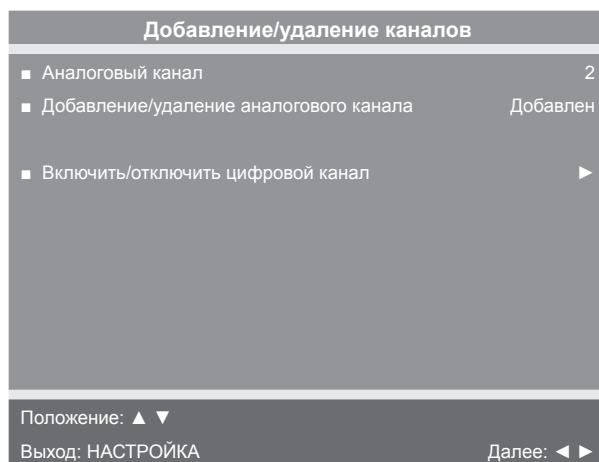 Добавление/удаление каналов
■ Аналоговый канал 2
■ Добавление/удаление аналогового канала Добавлен
■ Включить/отключить цифровой канал ►
Положение: ▲ ▼
Выход: НАСТРОЙКА Далее: ◄ ►